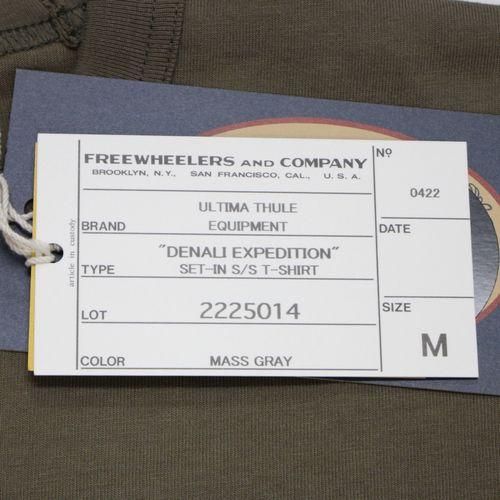 FREEWHEELERS AND COMPANY
BROOKLYN, N.Y., SAN FRANCISCO, CAL., U. S. A.
BRAND
ULTIMA THULE
EQUIPMENT
TYPE
"DENALI EXPEDITION"
SET-IN S/S T-SHIRT
LOT
2225014
COLOR
MASS GRAY
Nº
0422
DATE
SIZE
M
article in custody